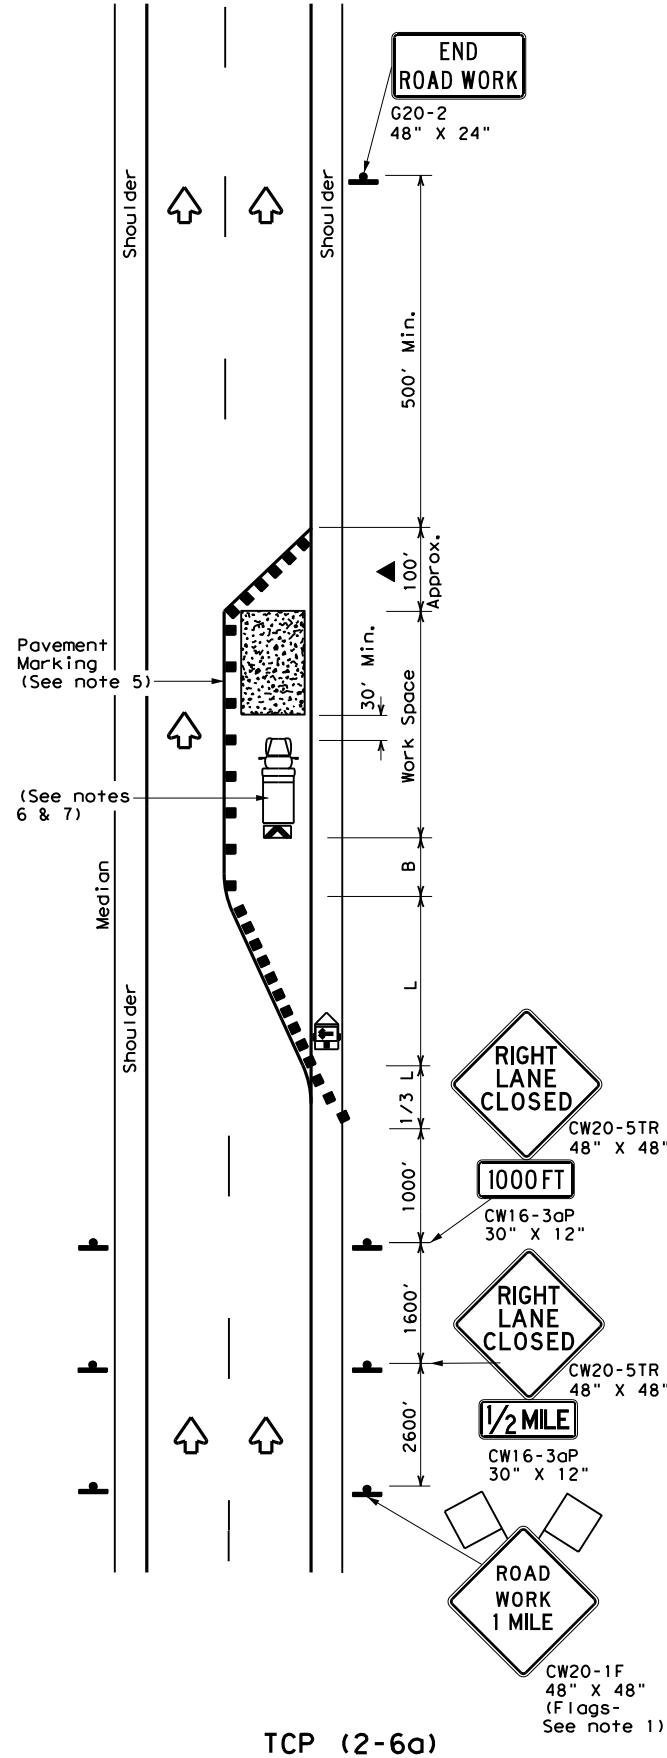 END
ROAD WORK
G20-2
48" X 24"
Shoulder
Shoulder
500' Min.
100'
Approx.
Pavement
Marking
(See note 5)
30' Min.
Work Space
(See notes
6 & 7)
B
Median
L
Shoulder
RIGHT
LANE
CLOSED
CW20-5TR
48" X 48"
1/3 L
1000 FT
1000'
CW16-3aP
30" X 12"
RIGHT
LANE
CLOSED
1600'
CW20-5TR
48" X 48"
1/2 MILE
2600'
CW16-3aP
30" X 12"
ROAD
WORK
1 MILE
CW20-1F
48" X 48"
(Flags-
See note 1)
TCP (2-6a)